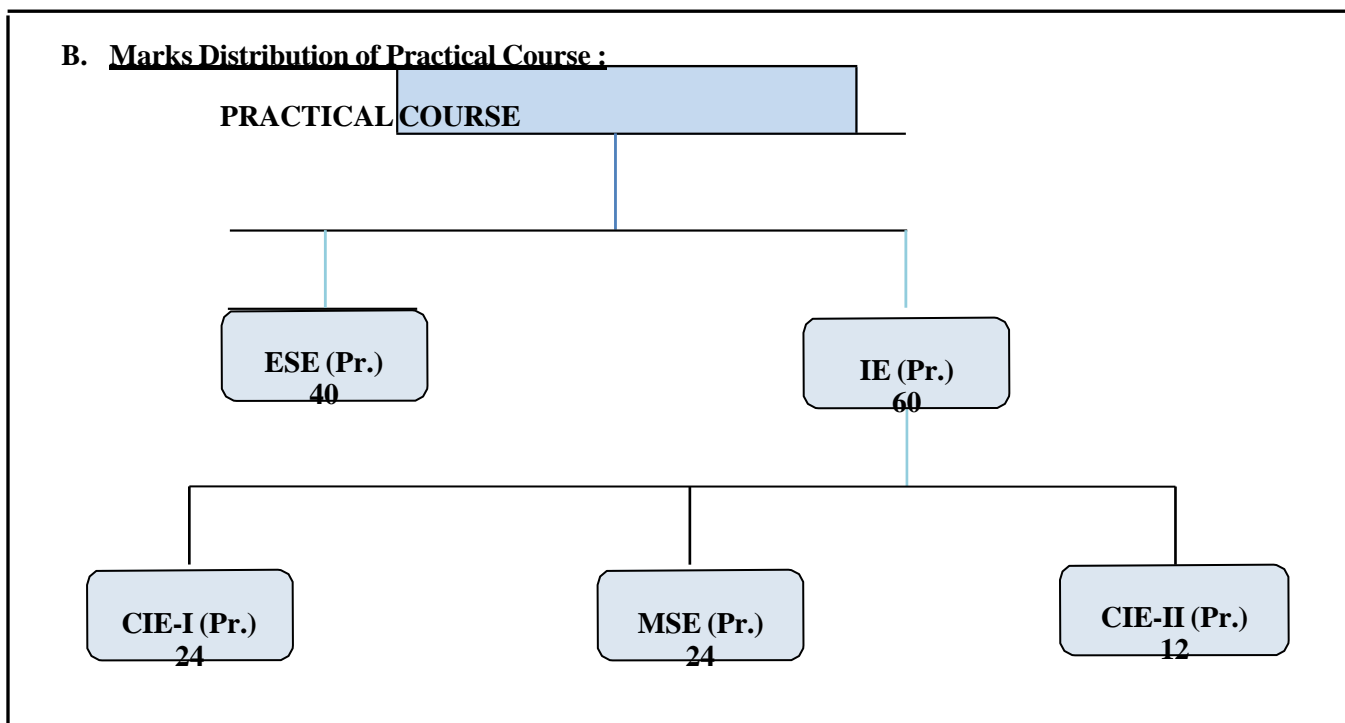 B. Marks Distribution of Practical Course :
PRACTICAL COURSE
ESE (Pr.)
40
IE (Pr.)
60
CIE-I (Pr.)
24
MSE (Pr.)
24
CIE-II (Pr.)
12